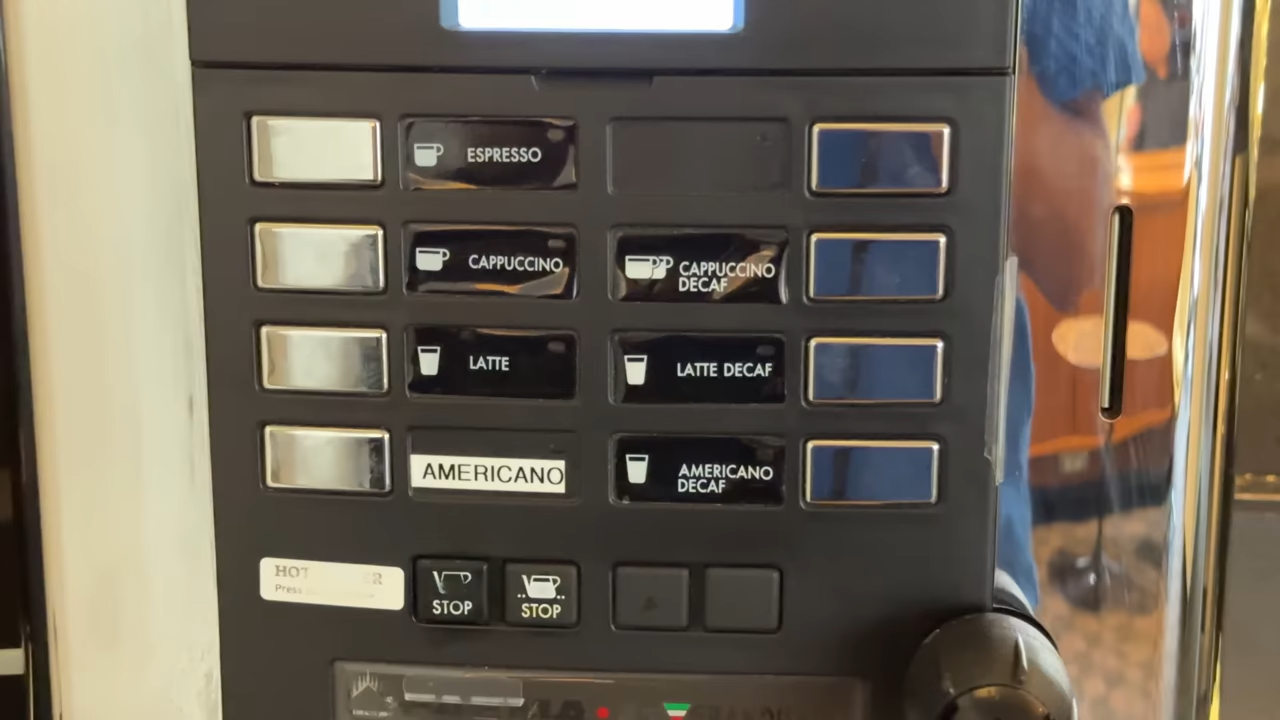 ESPRESSO
CAPPUCCINO
CAPPUCCINO
DECAF
LATTE
LATTE DECAF
AMERICANO
AMERICANO
DECAF
HOT
Press
STOP
STOP